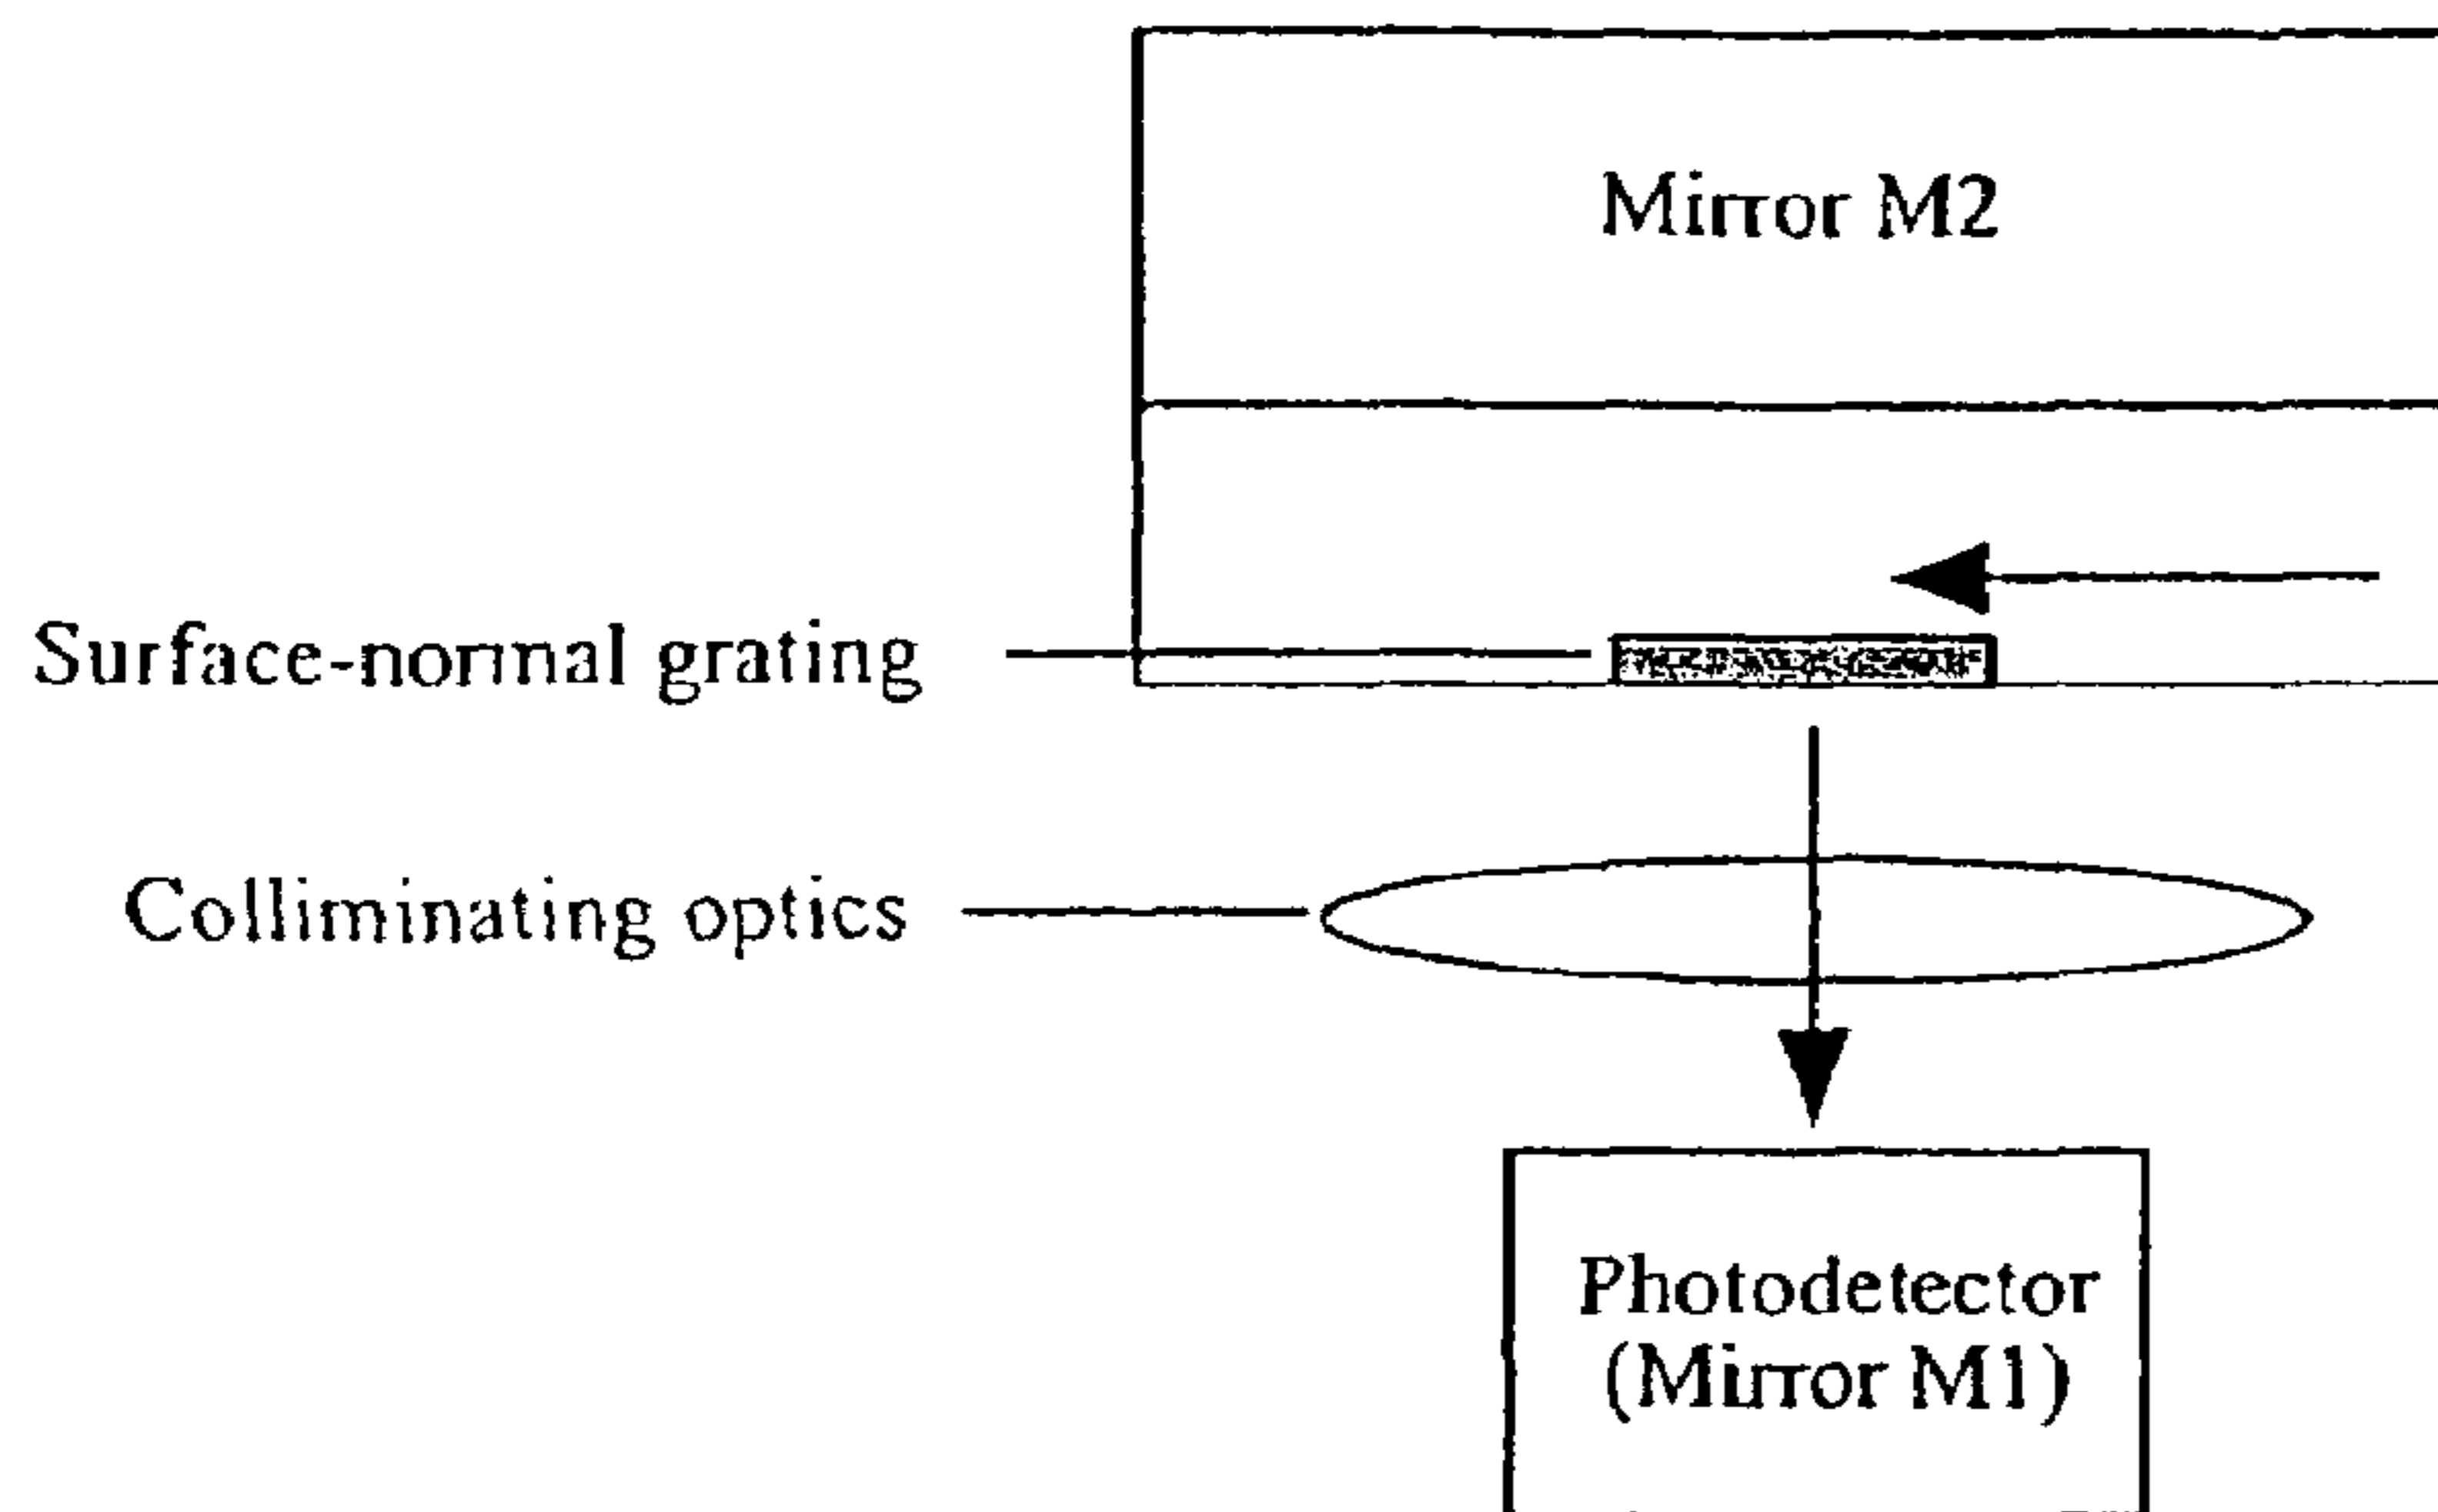 Mirror M2
Surface-normal grating
Colliminating optics
Photodetector
(Mirror M1)